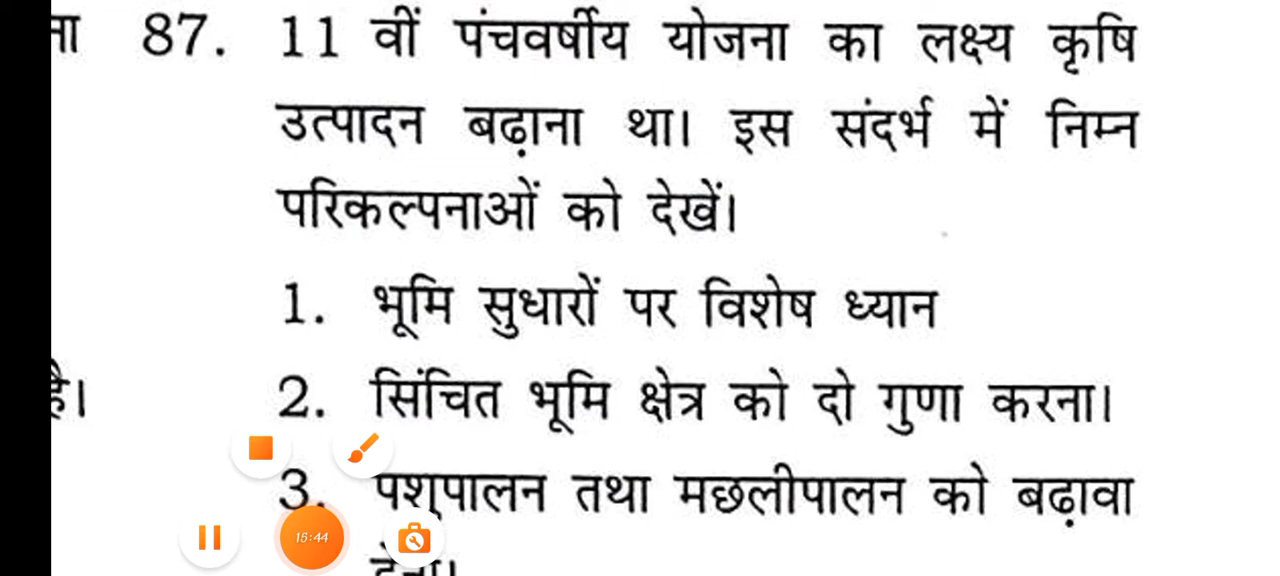 ना 87. 11 वीं पंचवर्षीय योजना का लक्ष्य कृषि
उत्पादन बढ़ाना था। इस संदर्भ में निम्न
परिकल्पनाओं को देखें।
1. भूमि सुधारों पर विशेष ध्यान
है। 2. सिंचित भूमि क्षेत्र को दो गुणा करना।
3. पशुपालन तथा मछलीपालन को बढ़ावा
15:44
देना।